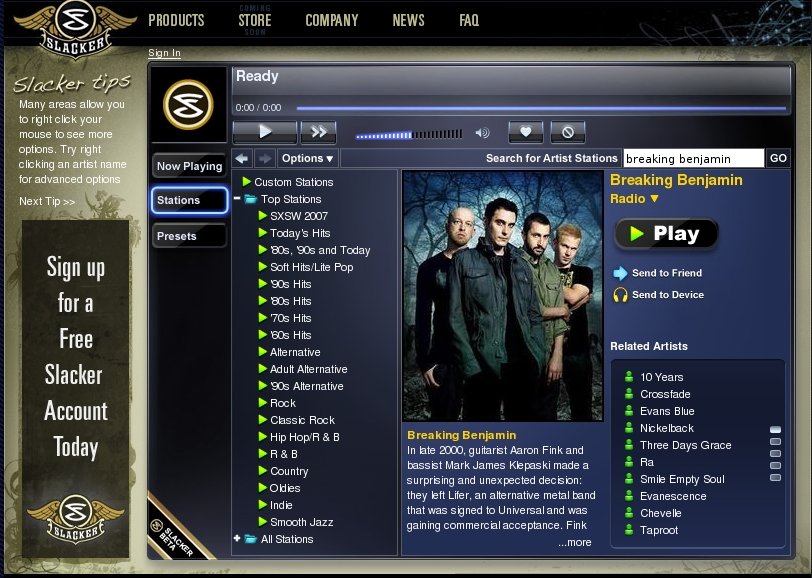 PRODUCTS
COMING
STORE
SOON
COMPANY
NEWS
FAQ
SLACKER
Sign In
Slacker tips
Many areas allow you
to right click your
mouse to see more
options. Try right
clicking an artist name
for advanced options
Next Tip >>
Sign up
for a
Free
Slacker
Account
Today
SLACKER
Ready
0:00 / 0:00
Now Playing
Stations
Presets
SLACKER
BETA
Options ▼
Search for Artist Stations
breaking benjamin
GO
Custom Stations
Top Stations
SXSW 2007
Today's Hits
'80s, '90s and Today
Soft Hits/Lite Pop
'90s Hits
'80s Hits
'70s Hits
'60s Hits
Alternative
Adult Alternative
'90s Alternative
Rock
Classic Rock
Hip Hop/R & B
R & B
Country
Oldies
Indie
Smooth Jazz
All Stations
Breaking Benjamin
In late 2000, guitarist Aaron Fink and
bassist Mark James Klepaski made a
surprising and unexpected decision:
they left Lifer, an alternative metal band
that was signed to Universal and was
gaining commercial acceptance. Fink
...more
Breaking Benjamin
Radio ▼
Play
Send to Friend
Send to Device
Related Artists
10 Years
Crossfade
Evans Blue
Nickelback
Three Days Grace
Ra
Smile Empty Soul
Evanescence
Chevelle
Taproot